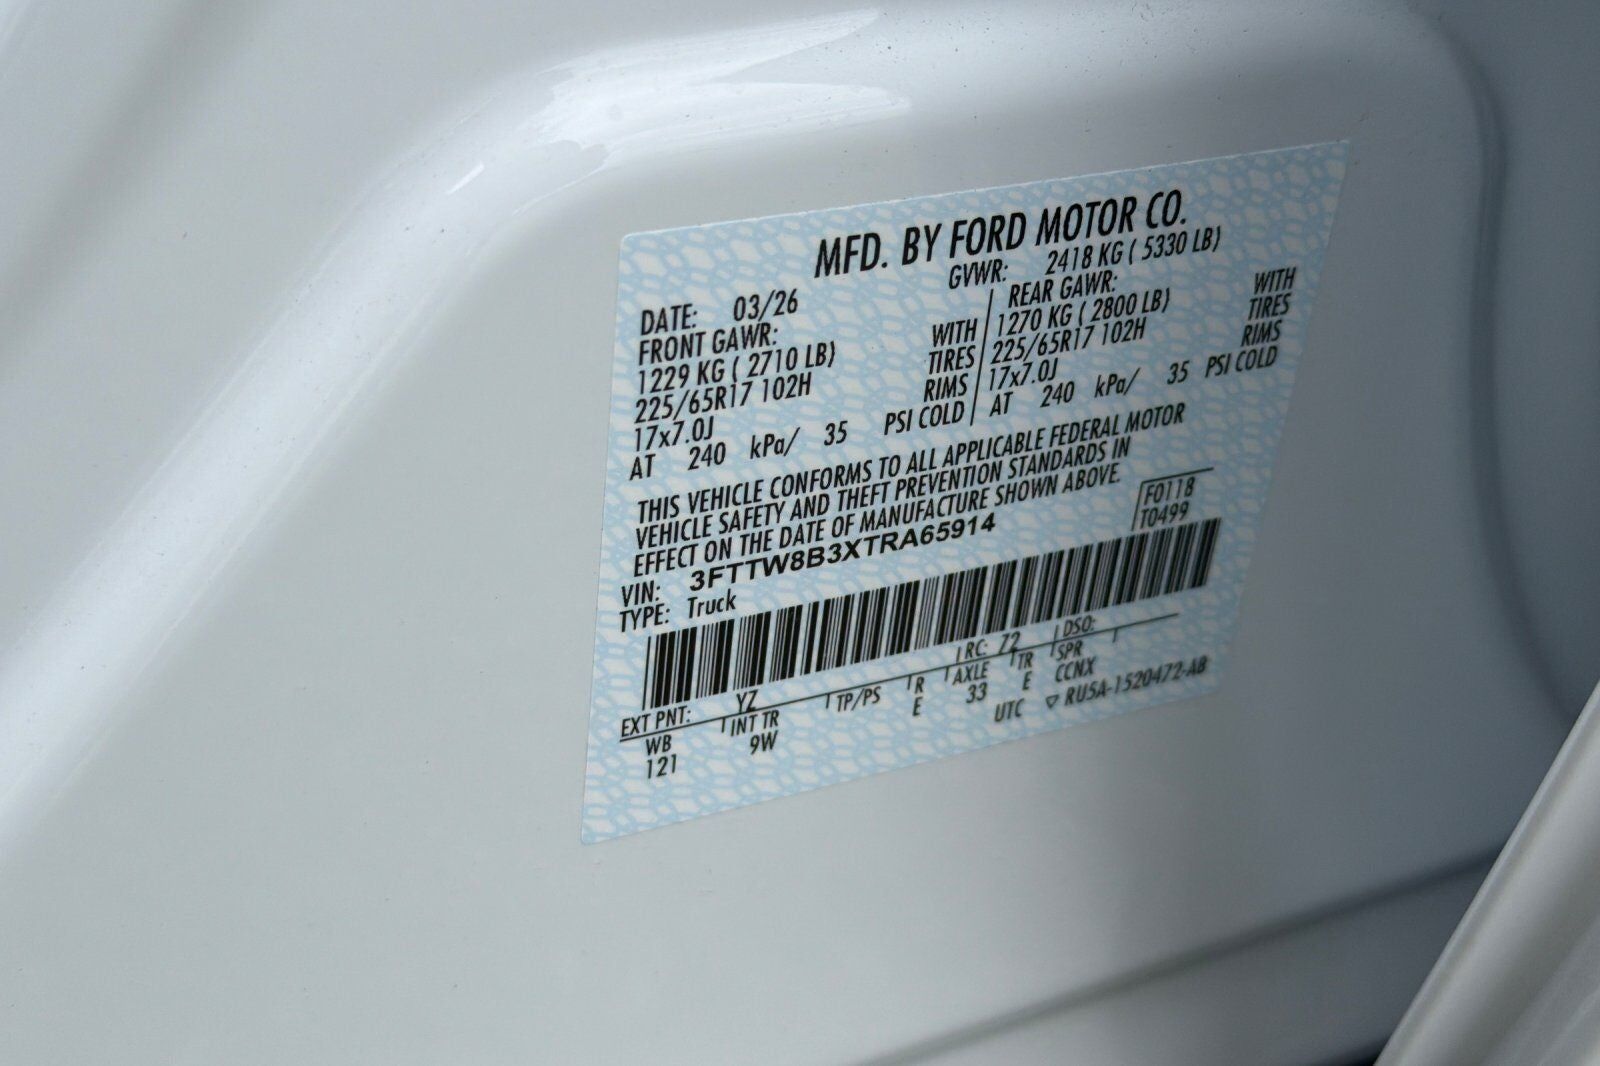 MFD. BY FORD MOTOR CO.
DATE: 03/26 GVWR: 2418 KG ( 5330 LB)
FRONT GAWR: REAR GAWR:
1229 KG ( 2710 LB) WITH 1270 KG ( 2800 LB) WITH
225/65R17 102H TIRES 225/65R17 102H TIRES
17x7.0J RIMS 17x7.0J RIMS
AT 240 kPa/ 35 PSI COLD AT 240 kPa/ 35 PSI COLD
THIS VEHICLE CONFORMS TO ALL APPLICABLE FEDERAL MOTOR
VEHICLE SAFETY AND THEFT PREVENTION STANDARDS IN
EFFECT ON THE DATE OF MANUFACTURE SHOWN ABOVE.
F0118
VIN: 3FTTW8B3XTRA65914 T0499
TYPE: Truck
EXT PNT: YZ RC: 72 DSO:
WB INT TR TP/PS R AXLE TR SPR
121 9W E 33 E CCNX
UTC ▽ RU5A-1520472-AB